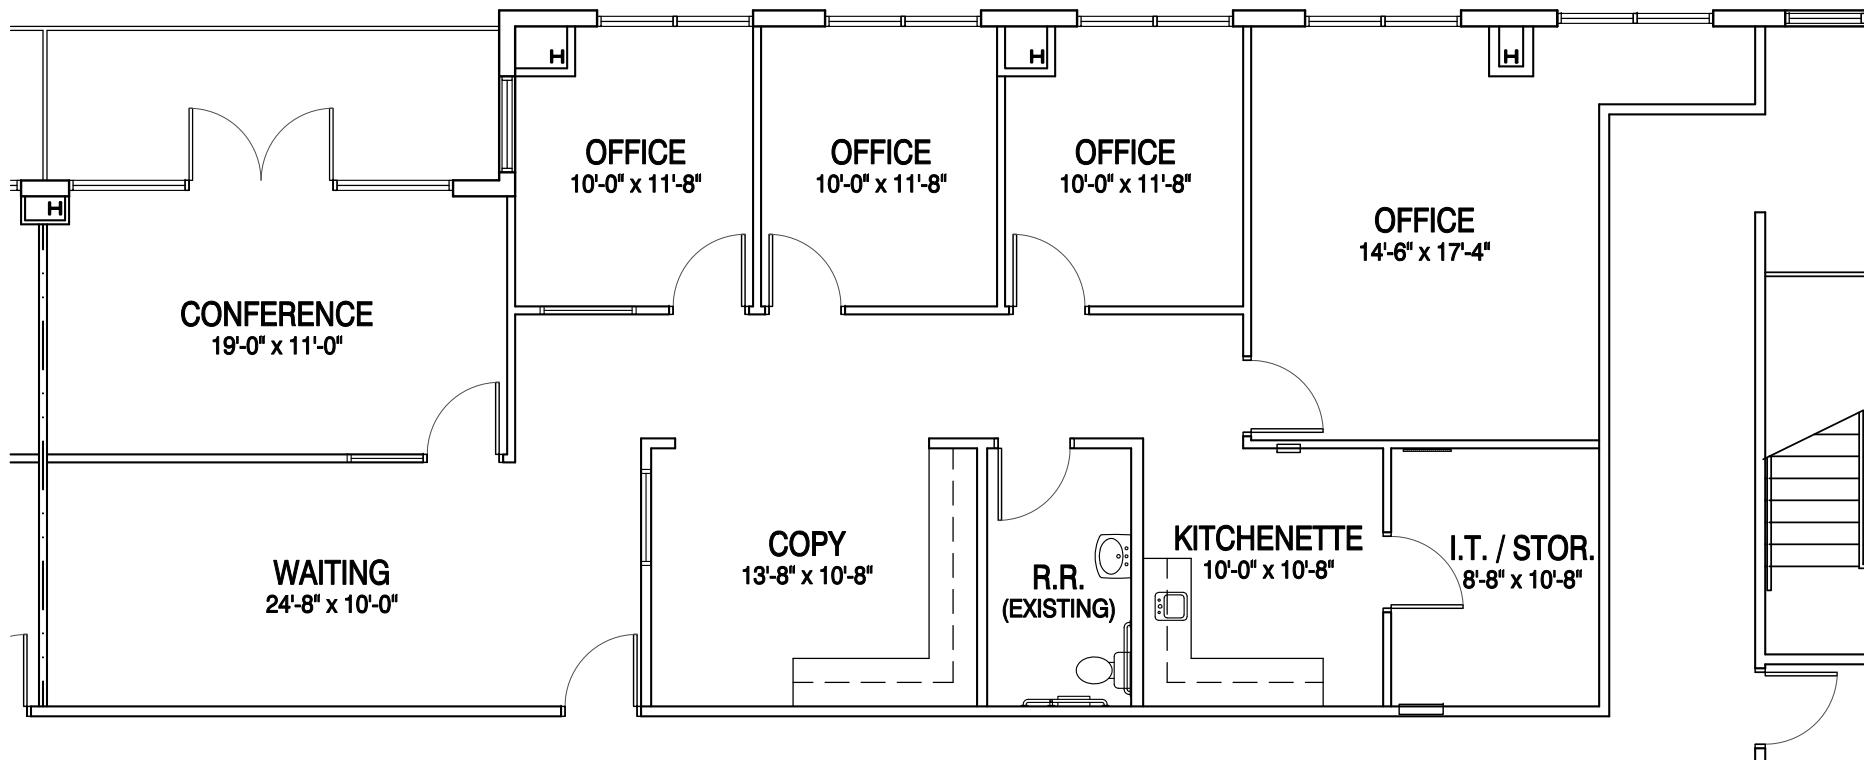 H
H
H
OFFICE
10'-0" x 11'-8"
OFFICE
10'-0" x 11'-8"
OFFICE
10'-0" x 11'-8"
H
OFFICE
14'-6" x 17'-4"
CONFERENCE
19'-0" x 11'-0"
WAITING
24'-8" x 10'-0"
COPY
13'-8" x 10'-8"
R.R.
(EXISTING)
KITCHENETTE
10'-0" x 10'-8"
I.T. / STOR.
8'-8" x 10'-8"